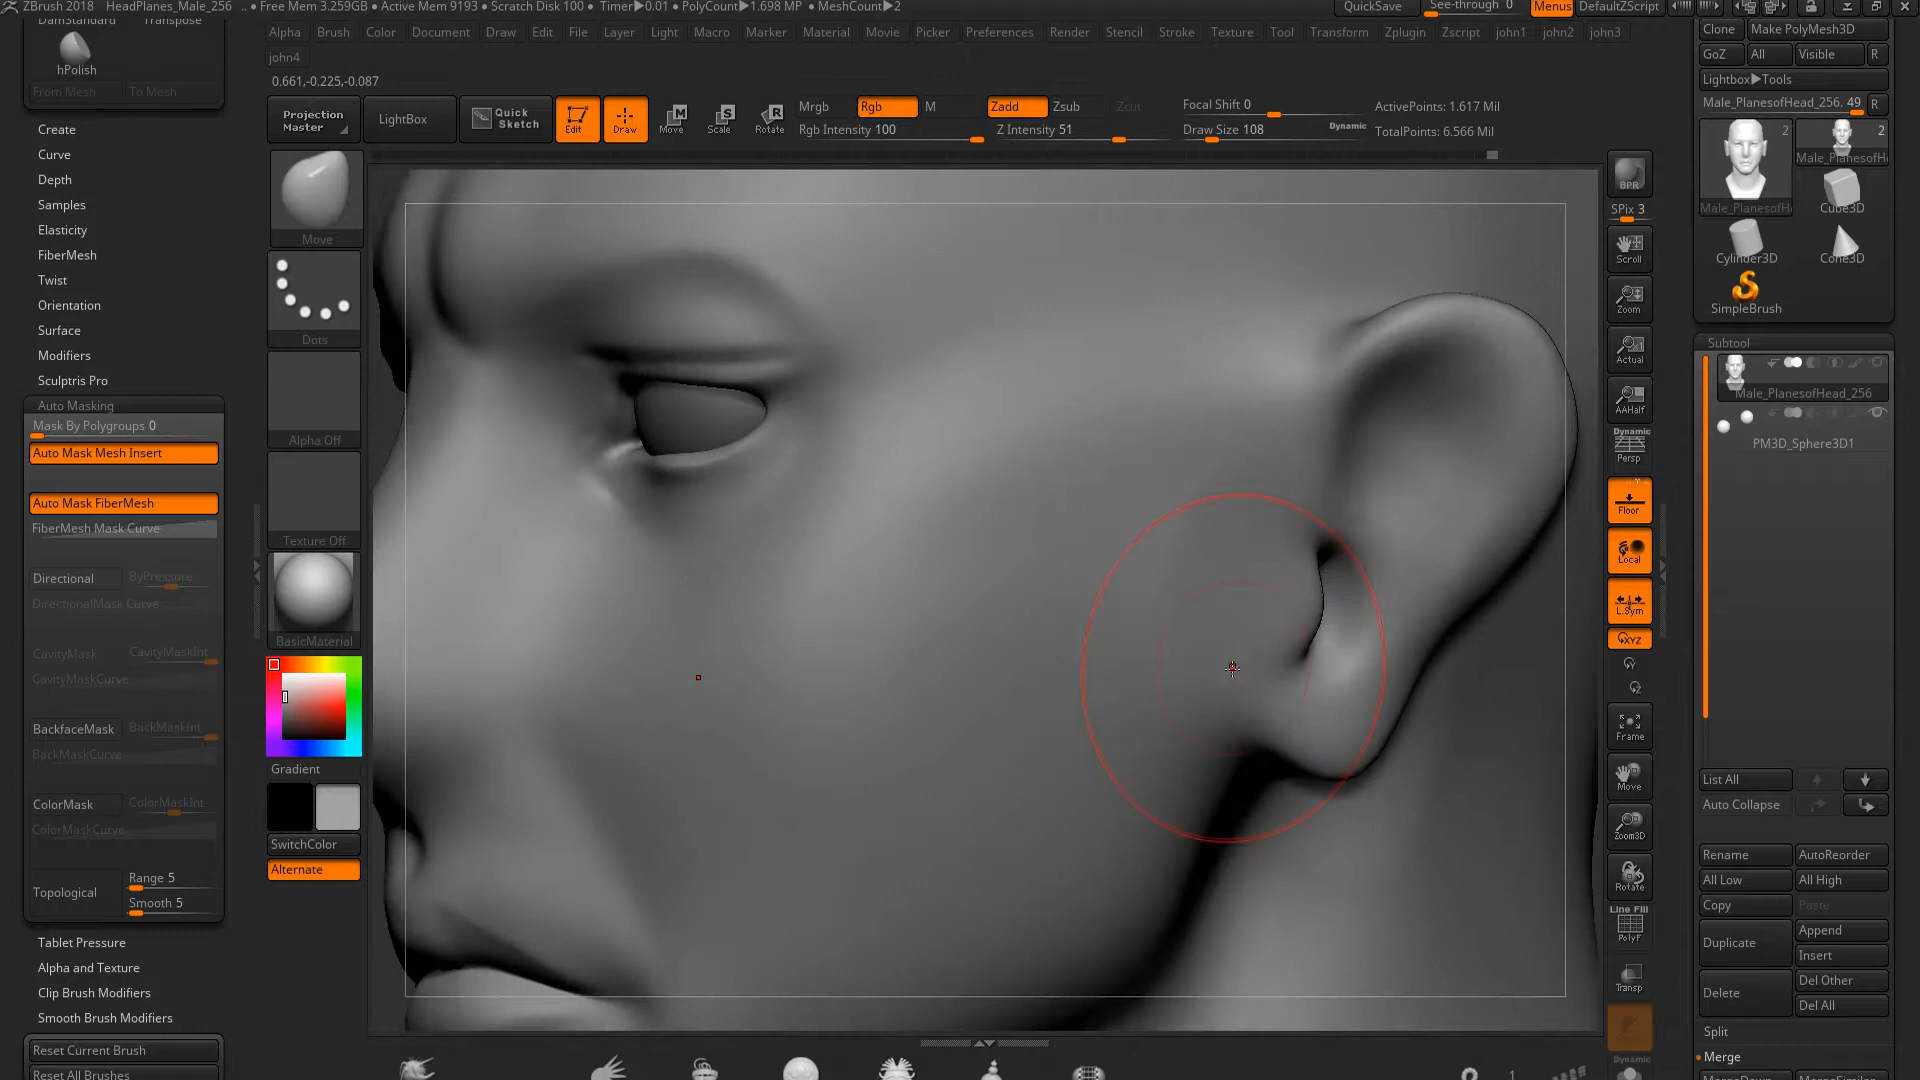 ZBrush 2018 HeadPlanes_Male_256 .. • Free Mem 3.259GB • Active Mem 9193 • Scratch Disk 100 • Timer▶0.01 • PolyCount▶1.698 MP • MeshCount▶2
QuickSave See-through 0 Menus DefaultZScript
Alpha Brush Color Document Draw Edit File Layer Light Macro Marker Material Movie Picker Preferences Render Stencil Stroke Texture Tool Transform Zplugin Zscript john1 john2 john3
john4
0.661,-0.225,-0.087
Projection Master
LightBox
Quick Sketch
Edit
Draw
Move
Scale
Rotate
Mrgb Rgb M
Rgb Intensity 100
Zadd Zsub Zcut
Z Intensity 51
Focal Shift 0
Draw Size 108
Dynamic
ActivePoints: 1.617 Mil
TotalPoints: 6.566 Mil
DamStandard Transpose
hPolish
From Mesh To Mesh
Create
Curve
Depth
Samples
Elasticity
FiberMesh
Twist
Orientation
Surface
Modifiers
Sculptris Pro
Auto Masking
Mask By Polygroups 0
Auto Mask Mesh Insert
Auto Mask FiberMesh
FiberMesh Mask Curve
Directional ByPressure
DirectionalMask Curve
CavityMask CavityMaskInt
CavityMaskCurve
BackfaceMask BackMaskInt
BackMaskCurve
ColorMask ColorMaskInt
ColorMaskCurve
Topological
Range 5
Smooth 5
Tablet Pressure
Alpha and Texture
Clip Brush Modifiers
Smooth Brush Modifiers
Reset Current Brush
Reset All Brushes
Move
Dots
Alpha Off
Texture Off
BasicMaterial
Gradient
SwitchColor
Alternate
1
BPR
SPix 3
Scroll
Zoom
Actual
AAHalf
Dynamic
Persp
Floor
Local
L.Sym
XYZ
Frame
Move
Zoom3D
Rotate
Line Fill
PolyF
Transp
Dynamic
Clone Make PolyMesh3D
GoZ All Visible R
Lightbox▶Tools
Male_PlanesofHead_256. 49 R
2
2
Male_PlanesofH
Male_PlanesofH
Cube3D
Cylinder3D
Cone3D
SimpleBrush
Subtool
Male_PlanesofHead_256
PM3D_Sphere3D1
List All
Auto Collapse
Rename AutoReorder
All Low All High
Copy Paste
Duplicate
Append
Insert
Delete
Del Other
Del All
Split
Merge
MergeDown MergeSimilar